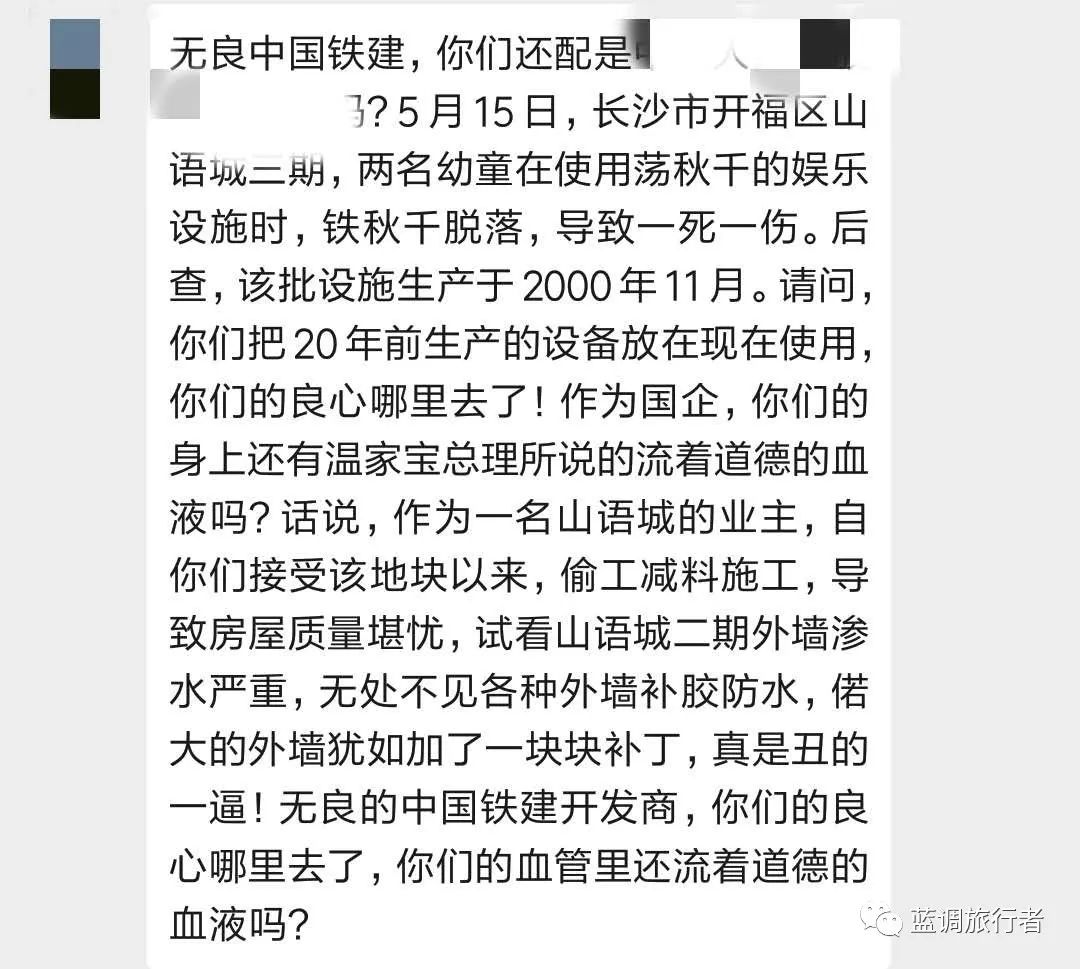 无良中国铁建，你们还配是
吗？5月15日，长沙市开福区山
语城三期，两名幼童在使用荡秋千的娱乐
设施时，铁秋千脱落，导致一死一伤。后
查，该批设施生产于2000年11月。请问，
你们把20年前生产的设备放在现在使用，
你们的良心哪里去了！作为国企，你们的
身上还有温家宝总理所说的流着道德的血
液吗？话说，作为一名山语城的业主，自
你们接受该地块以来，偷工减料施工，导
致房屋质量堪忧，试看山语城二期外墙渗
水严重，无处不见各种外墙补胶防水，偌
大的外墙犹如加了一块块补丁，真是丑的
一逼！无良的中国铁建开发商，你们的良
心哪里去了，你们的血管里还流着道德的
血液吗？
蓝调旅行者